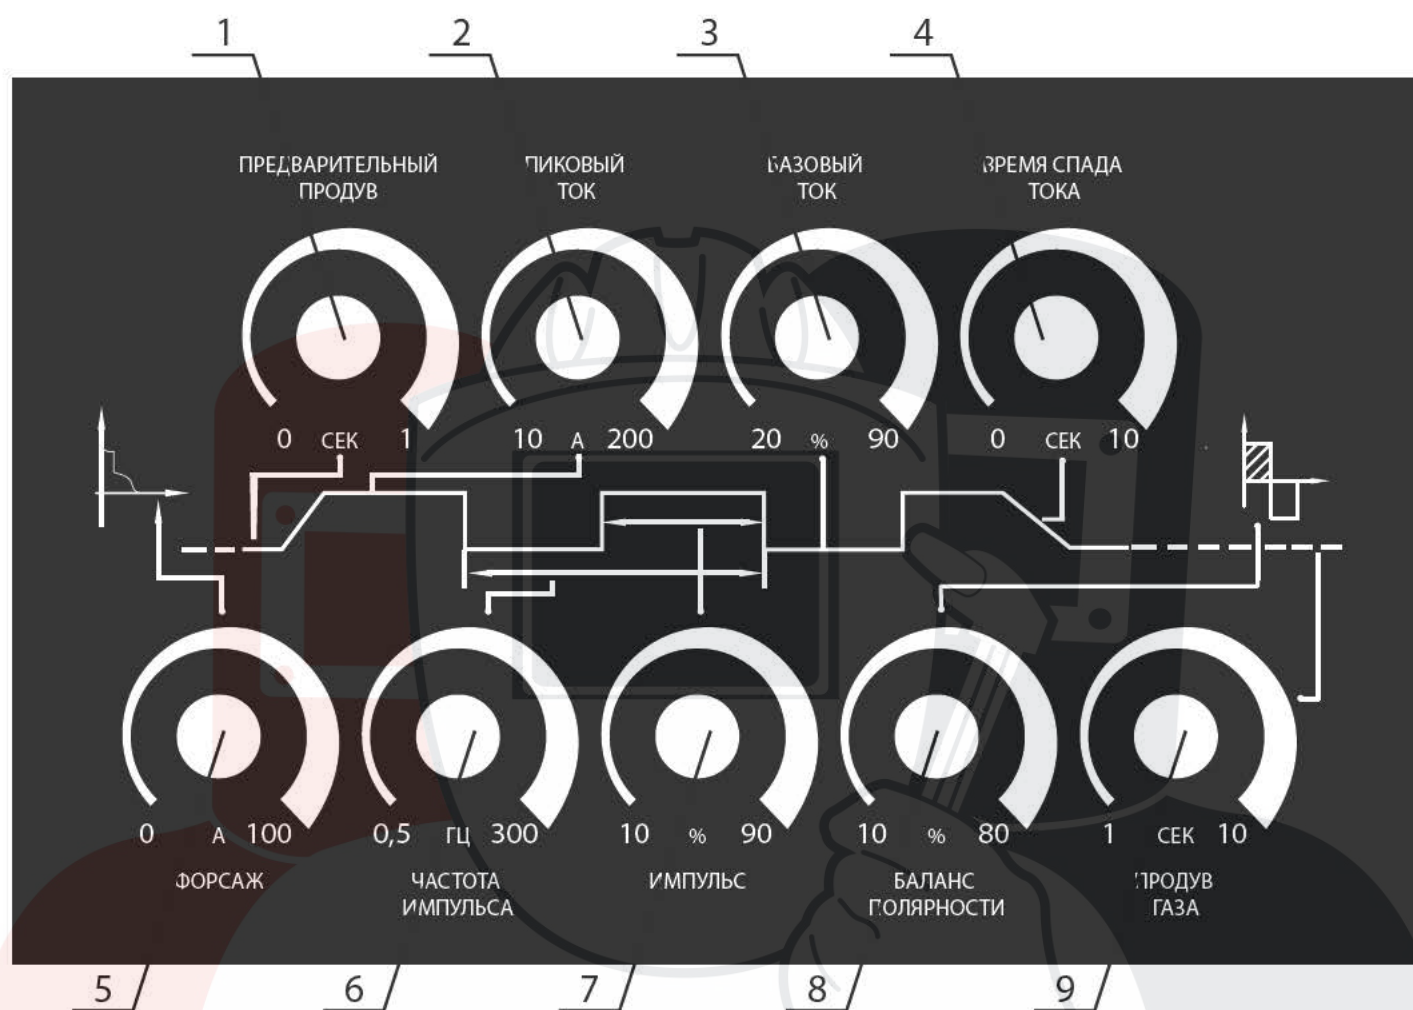 1 2 3 4
ПРЕДВАРИТЕЛЬНЫЙ ПИКОВЫЙ БАЗОВЫЙ ВРЕМЯ СПАДА
ПРОДУВ ТОК ТОК ТОКА
0 СЕК 1 10 А 200 20 % 90 0 СЕК 10
0 А 100 0,5 ГЦ 300 10 % 90 10 % 80 1 СЕК 10
ФОРСАЖ ЧАСТОТА ИМПУЛЬС БАЛАНС ПРОДУВ
ИМПУЛЬСА ПОЛЯРНОСТИ ГАЗА
5 6 7 8 9